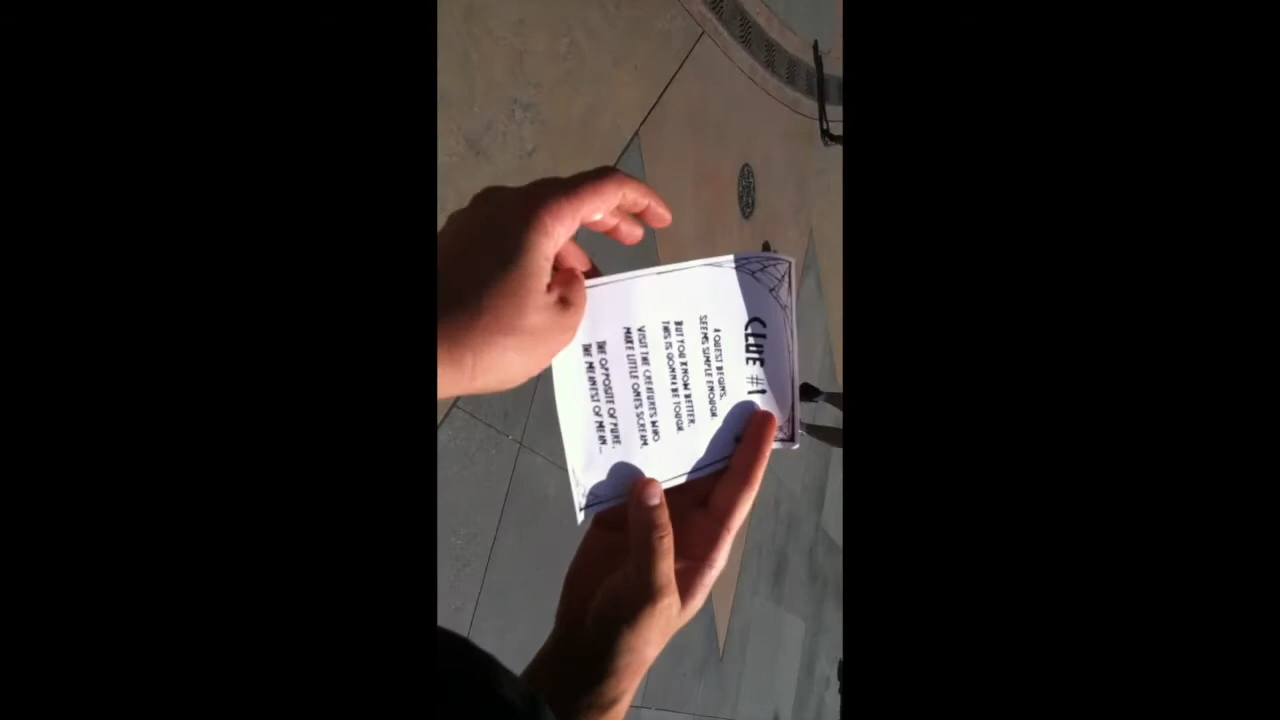 CLUE #1
A QUEST BEGINS,
SEEMS SIMPLE ENOUGH.
BUT YOU KNOW BETTER,
THIS IS GONNA BE TOUGH.
VISIT THE CREATURES WHO
MAKE LITTLE ONES SCREAM,
THE OPPOSITE OF PURE,
THE MEANEST OF MEAN...